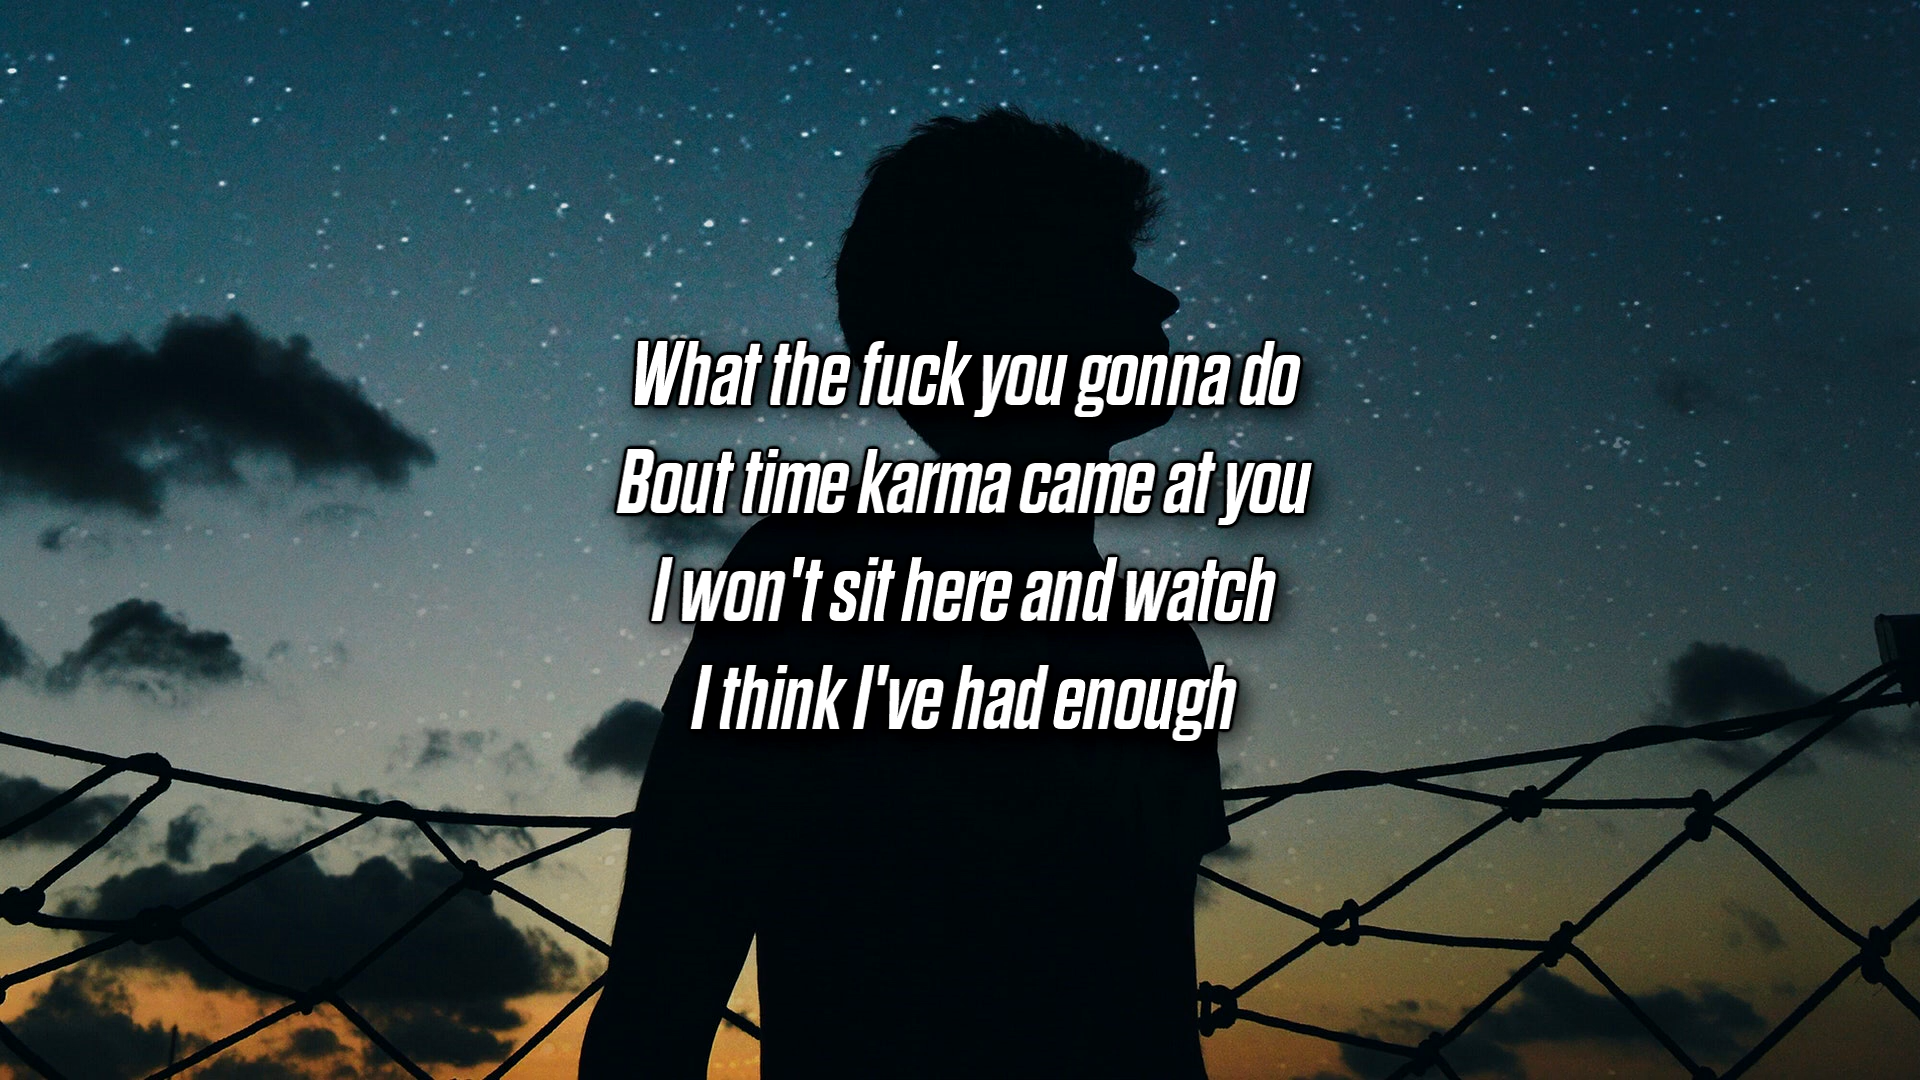 What the fuck you gonna do
Bout time karma came at you
I won't sit here and watch
I think I've had enough